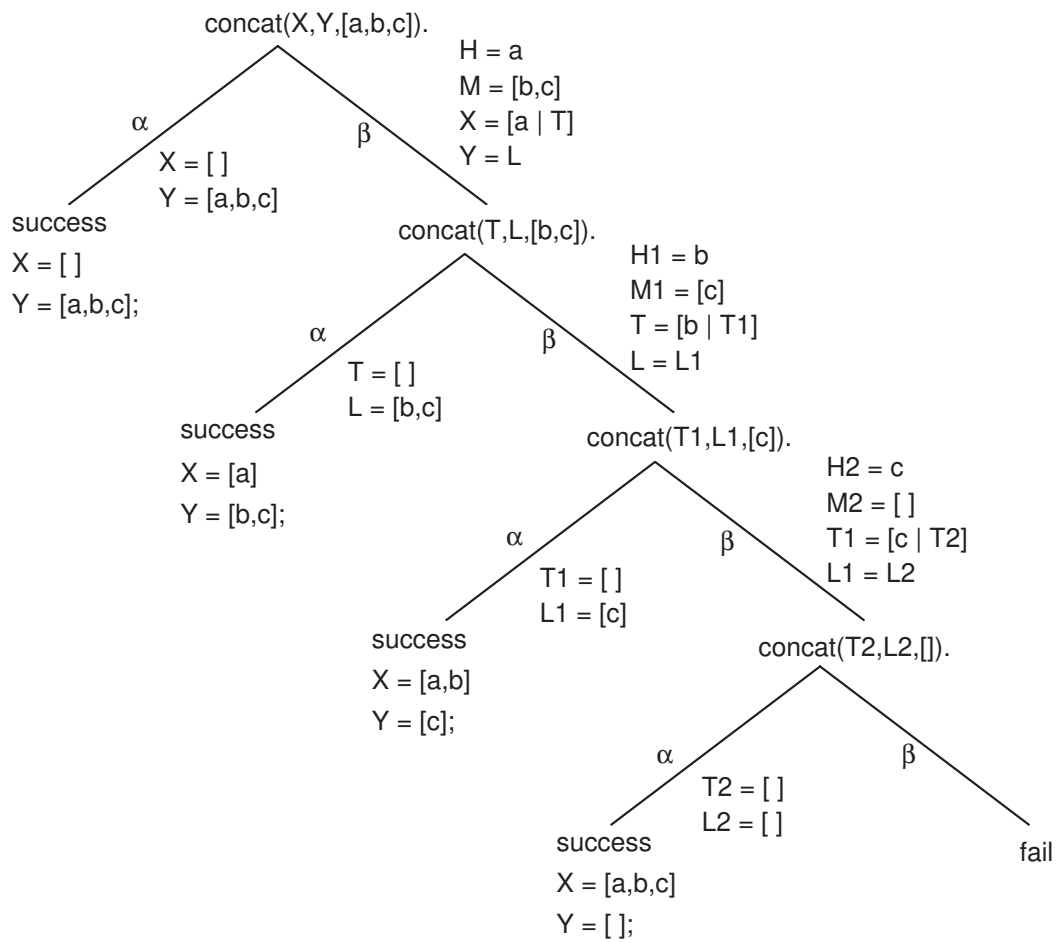 concat(X,Y,[a,b,c]).
H = a
M = [b,c]
X = [a | T]
Y = L
α
β
X = [ ]
Y = [a,b,c]
success
X = [ ]
Y = [a,b,c];
concat(T,L,[b,c]).
H1 = b
M1 = [c]
T = [b | T1]
L = L1
α
β
T = [ ]
L = [b,c]
success
X = [a]
Y = [b,c];
concat(T1,L1,[c]).
H2 = c
M2 = [ ]
T1 = [c | T2]
L1 = L2
α
β
T1 = [ ]
L1 = [c]
success
X = [a,b]
Y = [c];
concat(T2,L2,[]).
α
β
T2 = [ ]
L2 = [ ]
success
X = [a,b,c]
Y = [ ];
fail